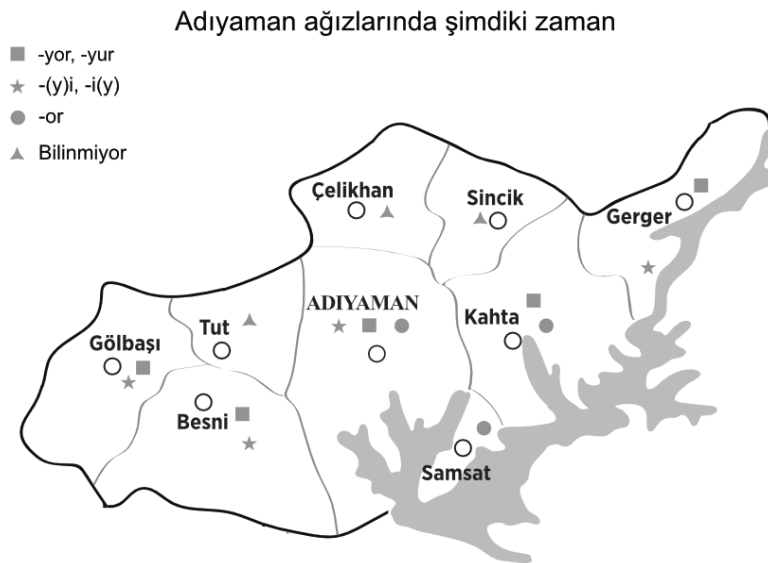 Adıyaman ağızlarında şimdiki zaman
-yor, -yur
-(y)i, -i(y)
-or
Bilinmiyor
Çelikhan
Sincik
Gerger
ADIYAMAN
Kahta
Tut
Gölbaşı
Besni
Samsat